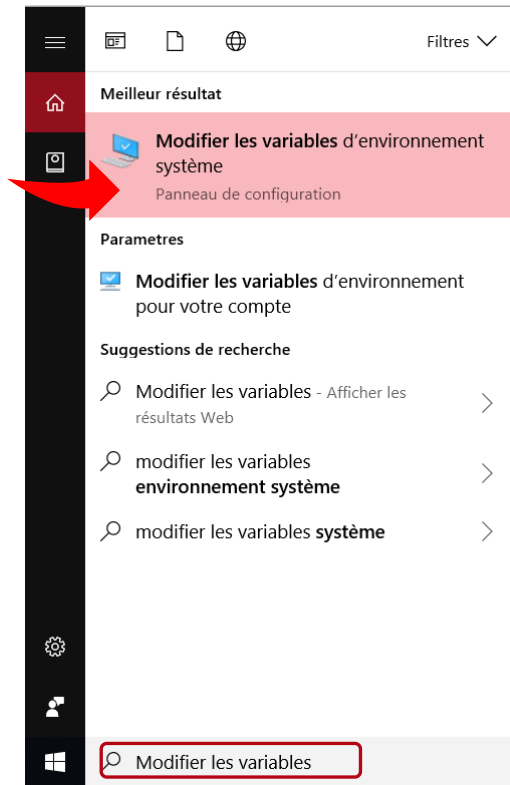 Filtres
Meilleur résultat
Modifier les variables d'environnement
système
Panneau de configuration
Parametres
Modifier les variables d'environnement
pour votre compte
Suggestions de recherche
Modifier les variables - Afficher les
résultats Web
modifier les variables
environnement système
modifier les variables système
Modifier les variables